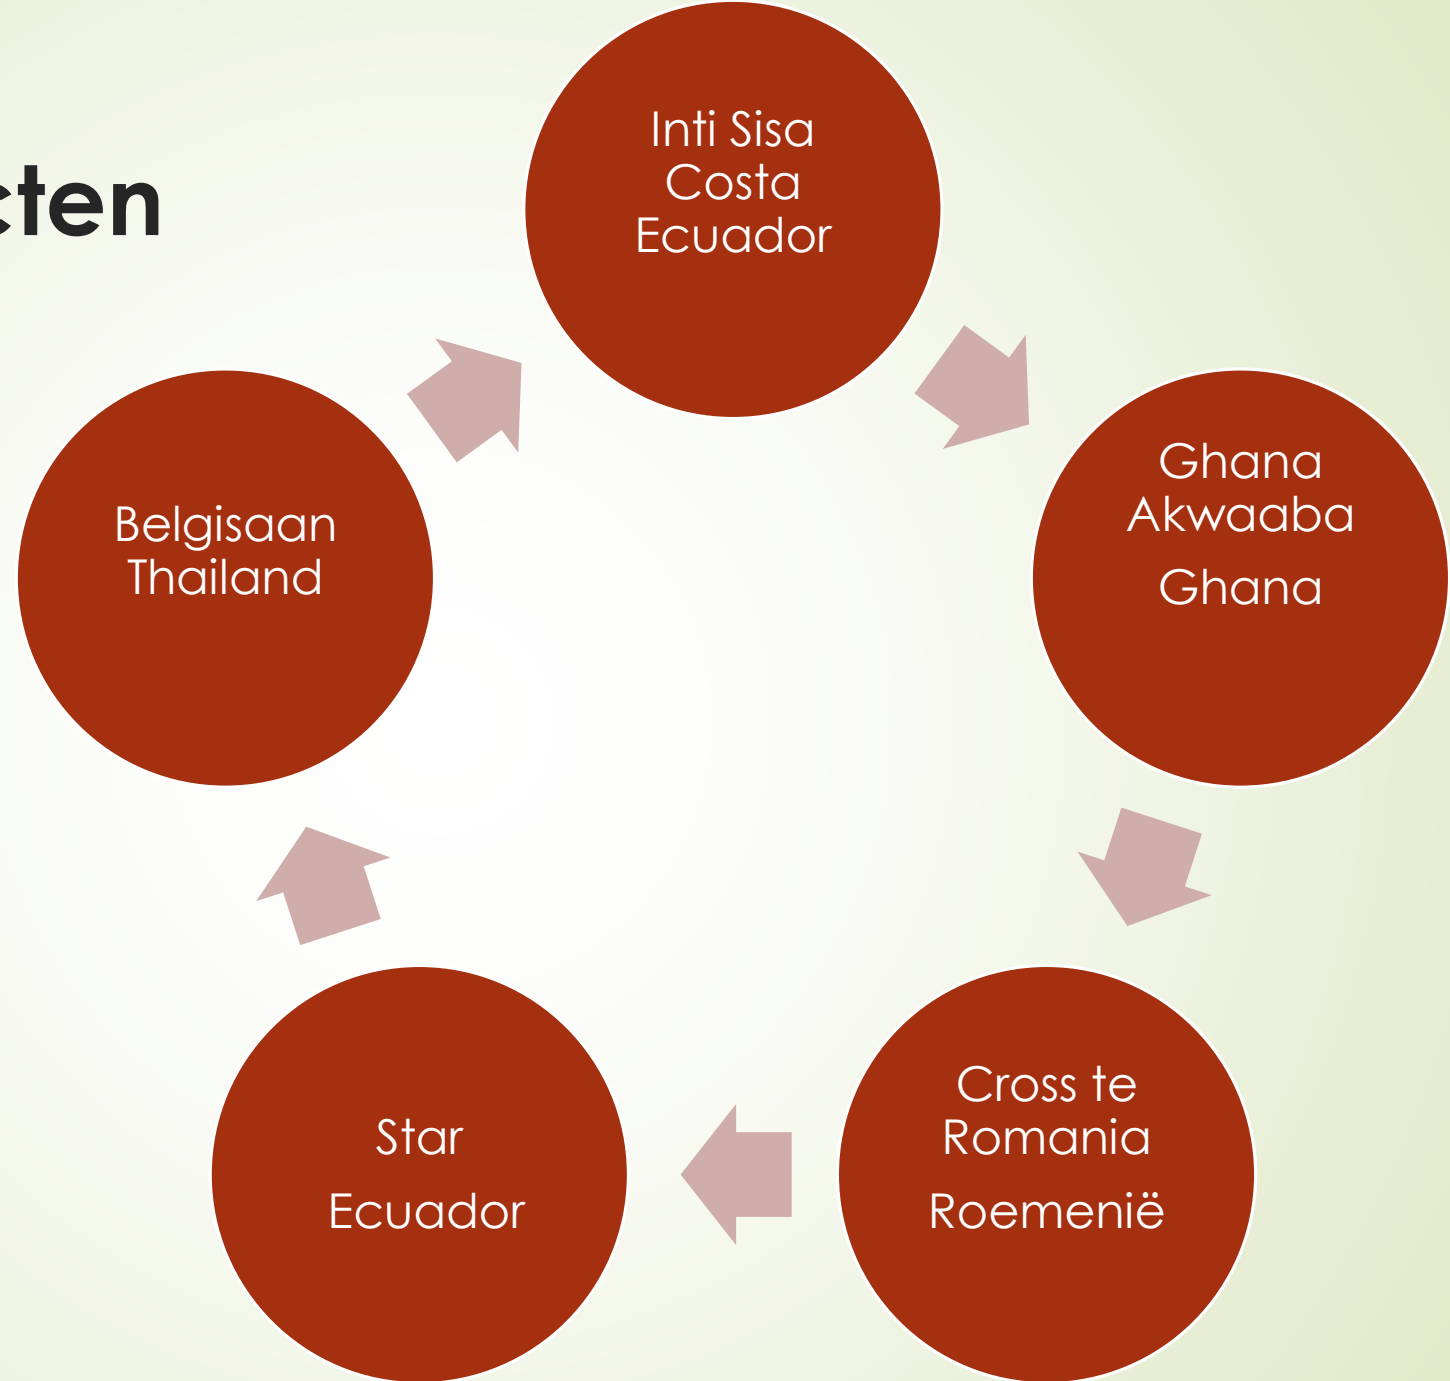 cten
Inti Sisa
Costa
Ecuador
Ghana
Akwaaba
Ghana
Cross te
Romania
Roemenië
Star
Ecuador
Belgisaan
Thailand